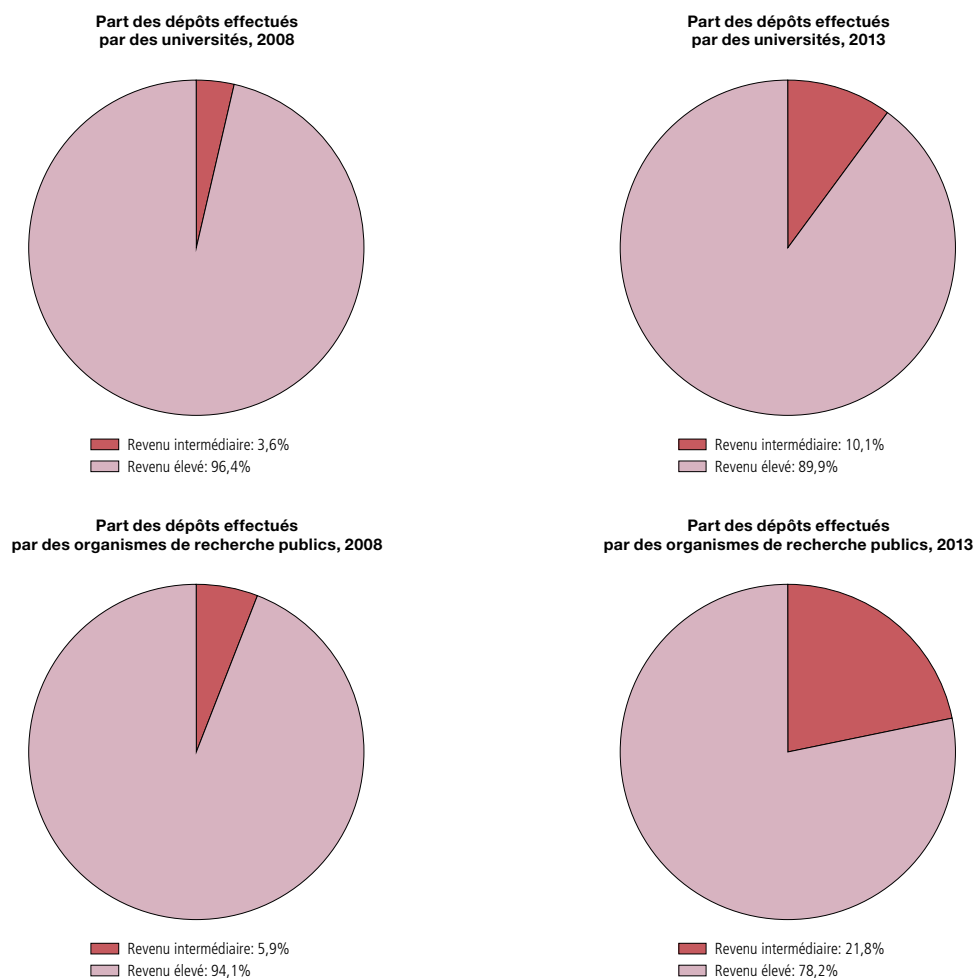 Part des dépôts effectués
par des universités, 2008
Revenu intermédiaire: 3,6%
Revenu élevé: 96,4%
Part des dépôts effectués
par des universités, 2013
Revenu intermédiaire: 10,1%
Revenu élevé: 89,9%
Part des dépôts effectués
par des organismes de recherche publics, 2008
Revenu intermédiaire: 5,9%
Revenu élevé: 94,1%
Part des dépôts effectués
par des organismes de recherche publics, 2013
Revenu intermédiaire: 21,8%
Revenu élevé: 78,2%